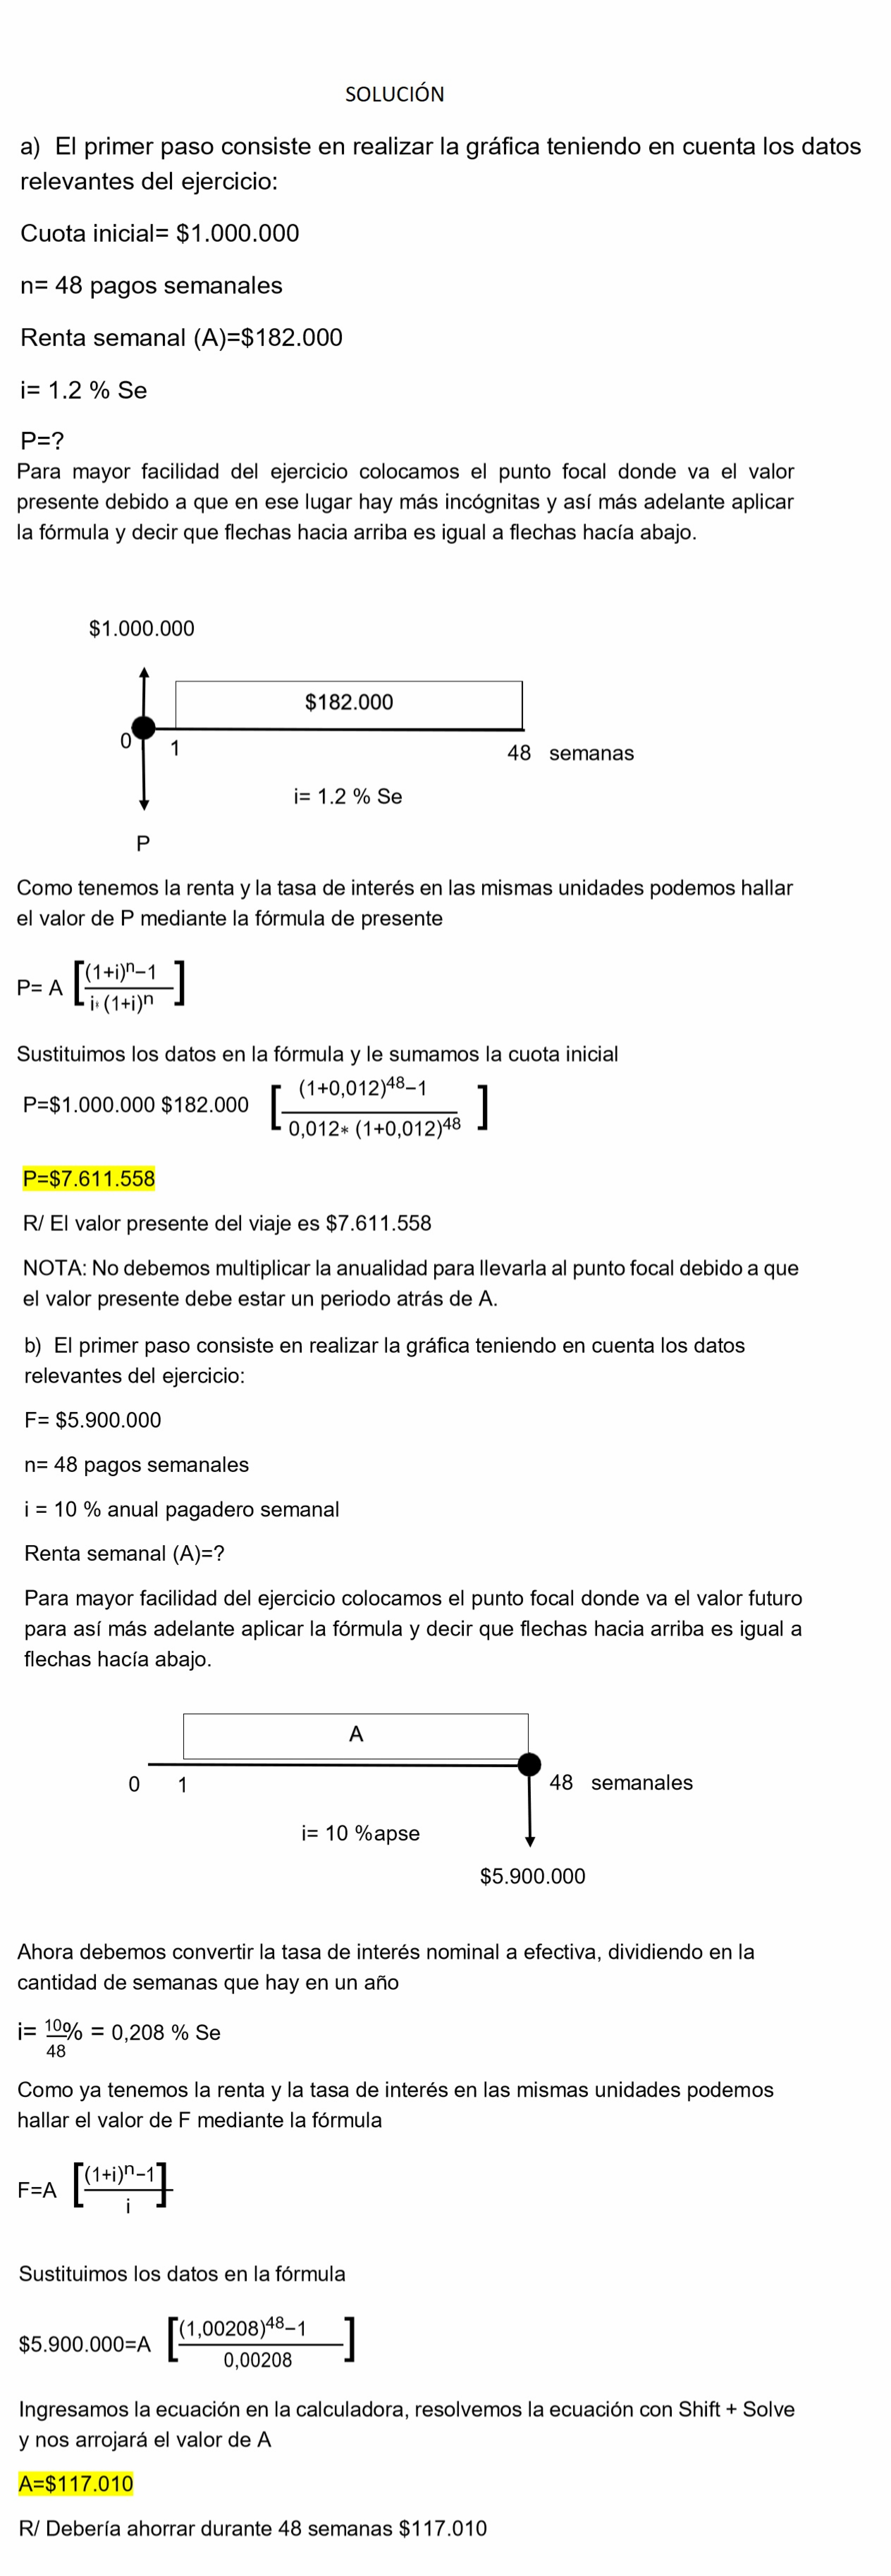 SOLUCIÓN
a) El primer paso consiste en realizar la gráfica teniendo en cuenta los datos
relevantes del ejercicio:
Cuota inicial= $1.000.000
n= 48 pagos semanales
Renta semanal (A)=$182.000
i= 1.2 % Se
P=?
Para mayor facilidad del ejercicio colocamos el punto focal donde va el valor
presente debido a que en ese lugar hay más incógnitas y así más adelante aplicar
la fórmula y decir que flechas hacia arriba es igual a flechas hacía abajo.
$1.000.000
$182.000
0 1 48 semanas
i= 1.2 % Se
P
Como tenemos la renta y la tasa de interés en las mismas unidades podemos hallar
el valor de P mediante la fórmula de presente
P= A [(1+i)^n−1 / i*(1+i)^n]
Sustituimos los datos en la fórmula y le sumamos la cuota inicial
P=$1.000.000 $182.000 [(1+0,012)^48−1 / 0,012* (1+0,012)^48]
P=$7.611.558
R/ El valor presente del viaje es $7.611.558
NOTA: No debemos multiplicar la anualidad para llevarla al punto focal debido a que
el valor presente debe estar un periodo atrás de A.
b) El primer paso consiste en realizar la gráfica teniendo en cuenta los datos
relevantes del ejercicio:
F= $5.900.000
n= 48 pagos semanales
i = 10 % anual pagadero semanal
Renta semanal (A)=?
Para mayor facilidad del ejercicio colocamos el punto focal donde va el valor futuro
para así más adelante aplicar la fórmula y decir que flechas hacia arriba es igual a
flechas hacía abajo.
A
0 1 48 semanales
i= 10 %apse
$5.900.000
Ahora debemos convertir la tasa de interés nominal a efectiva, dividiendo en la
cantidad de semanas que hay en un año
i= 10%/48 = 0,208 % Se
Como ya tenemos la renta y la tasa de interés en las mismas unidades podemos
hallar el valor de F mediante la fórmula
F=A [(1+i)^n−1 / i]
Sustituimos los datos en la fórmula
$5.900.000=A [(1,00208)^48−1 / 0,00208]
Ingresamos la ecuación en la calculadora, resolvemos la ecuación con Shift + Solve
y nos arrojará el valor de A
A=$117.010
R/ Debería ahorrar durante 48 semanas $117.010